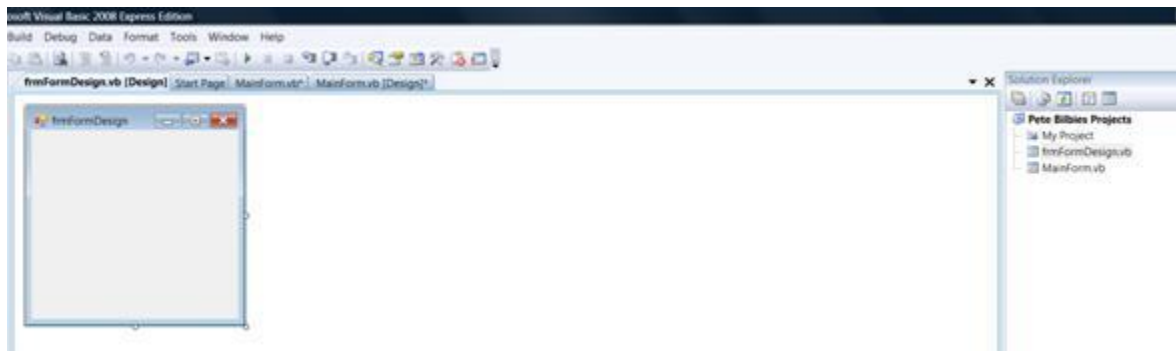 osoft Visual Basic 2008 Express Edition
Build Debug Data Format Tools Window Help
frmFormDesign.vb [Design] Start Page MainForm.vb* MainForm.vb [Design]*
Solution Explorer
frmFormDesign
Pete Bilbies Projects
My Project
frmFormDesign.vb
MainForm.vb